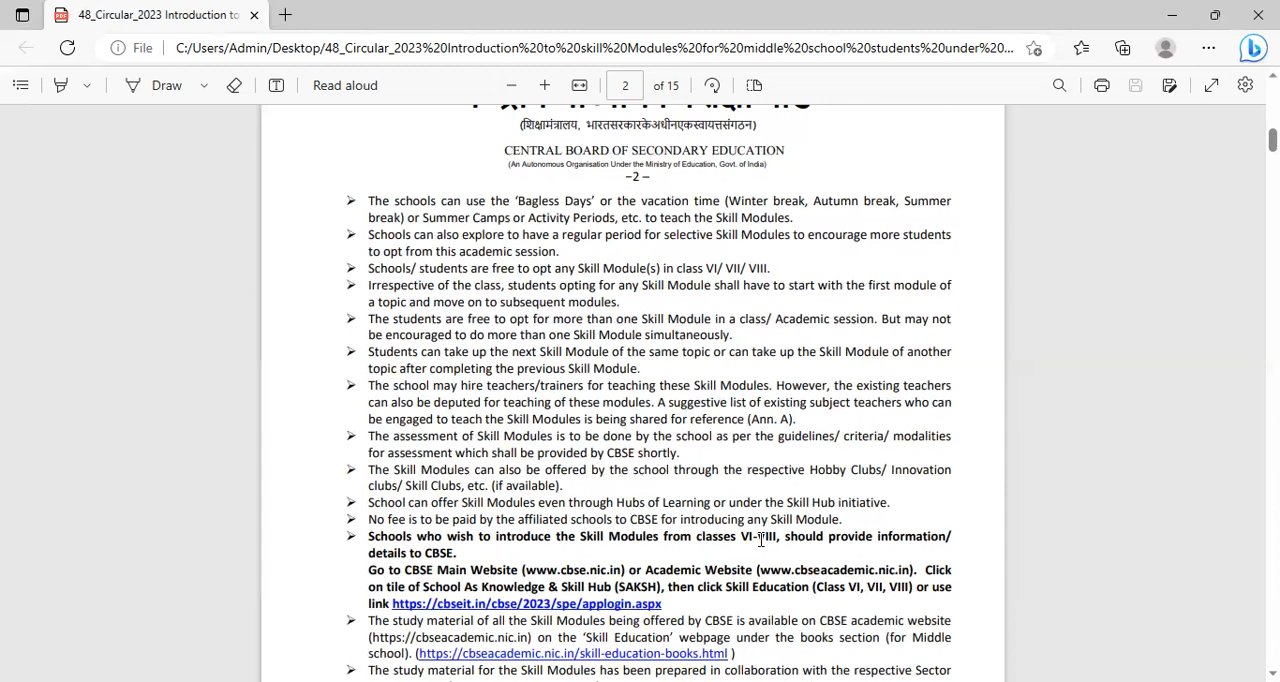 48_Circular_2023 Introduction to
File C:/Users/Admin/Desktop/48_Circular_2023%20Introduction%20to%20skill%20Modules%20for%20middle%20school%20students%20under%20...
Draw Read aloud 2 of 15
(शिक्षामंत्रालय, भारतसरकारकेअधीनएकस्वायत्तसंगठन)
CENTRAL BOARD OF SECONDARY EDUCATION
(An Autonomous Organisation Under the Ministry of Education, Govt. of India)
–2 –
➢ The schools can use the ‘Bagless Days’ or the vacation time (Winter break, Autumn break, Summer
break) or Summer Camps or Activity Periods, etc. to teach the Skill Modules.
➢ Schools can also explore to have a regular period for selective Skill Modules to encourage more students
to opt from this academic session.
➢ Schools/ students are free to opt any Skill Module(s) in class VI/ VII/ VIII.
➢ Irrespective of the class, students opting for any Skill Module shall have to start with the first module of
a topic and move on to subsequent modules.
➢ The students are free to opt for more than one Skill Module in a class/ Academic session. But may not
be encouraged to do more than one Skill Module simultaneously.
➢ Students can take up the next Skill Module of the same topic or can take up the Skill Module of another
topic after completing the previous Skill Module.
➢ The school may hire teachers/trainers for teaching these Skill Modules. However, the existing teachers
can also be deputed for teaching of these modules. A suggestive list of existing subject teachers who can
be engaged to teach the Skill Modules is being shared for reference (Ann. A).
➢ The assessment of Skill Modules is to be done by the school as per the guidelines/ criteria/ modalities
for assessment which shall be provided by CBSE shortly.
➢ The Skill Modules can also be offered by the school through the respective Hobby Clubs/ Innovation
clubs/ Skill Clubs, etc. (if available).
➢ School can offer Skill Modules even through Hubs of Learning or under the Skill Hub initiative.
➢ No fee is to be paid by the affiliated schools to CBSE for introducing any Skill Module.
➢ Schools who wish to introduce the Skill Modules from classes VI-VIII, should provide information/
details to CBSE.
Go to CBSE Main Website (www.cbse.nic.in) or Academic Website (www.cbseacademic.nic.in). Click
on tile of School As Knowledge & Skill Hub (SAKSH), then click Skill Education (Class VI, VII, VIII) or use
link https://cbseit.in/cbse/2023/spe/applogin.aspx
➢ The study material of all the Skill Modules being offered by CBSE is available on CBSE academic website
(https://cbseacademic.nic.in) on the ‘Skill Education’ webpage under the books section (for Middle
school). (https://cbseacademic.nic.in/skill-education-books.html )
➢ The study material for the Skill Modules has been prepared in collaboration with the respective Sector